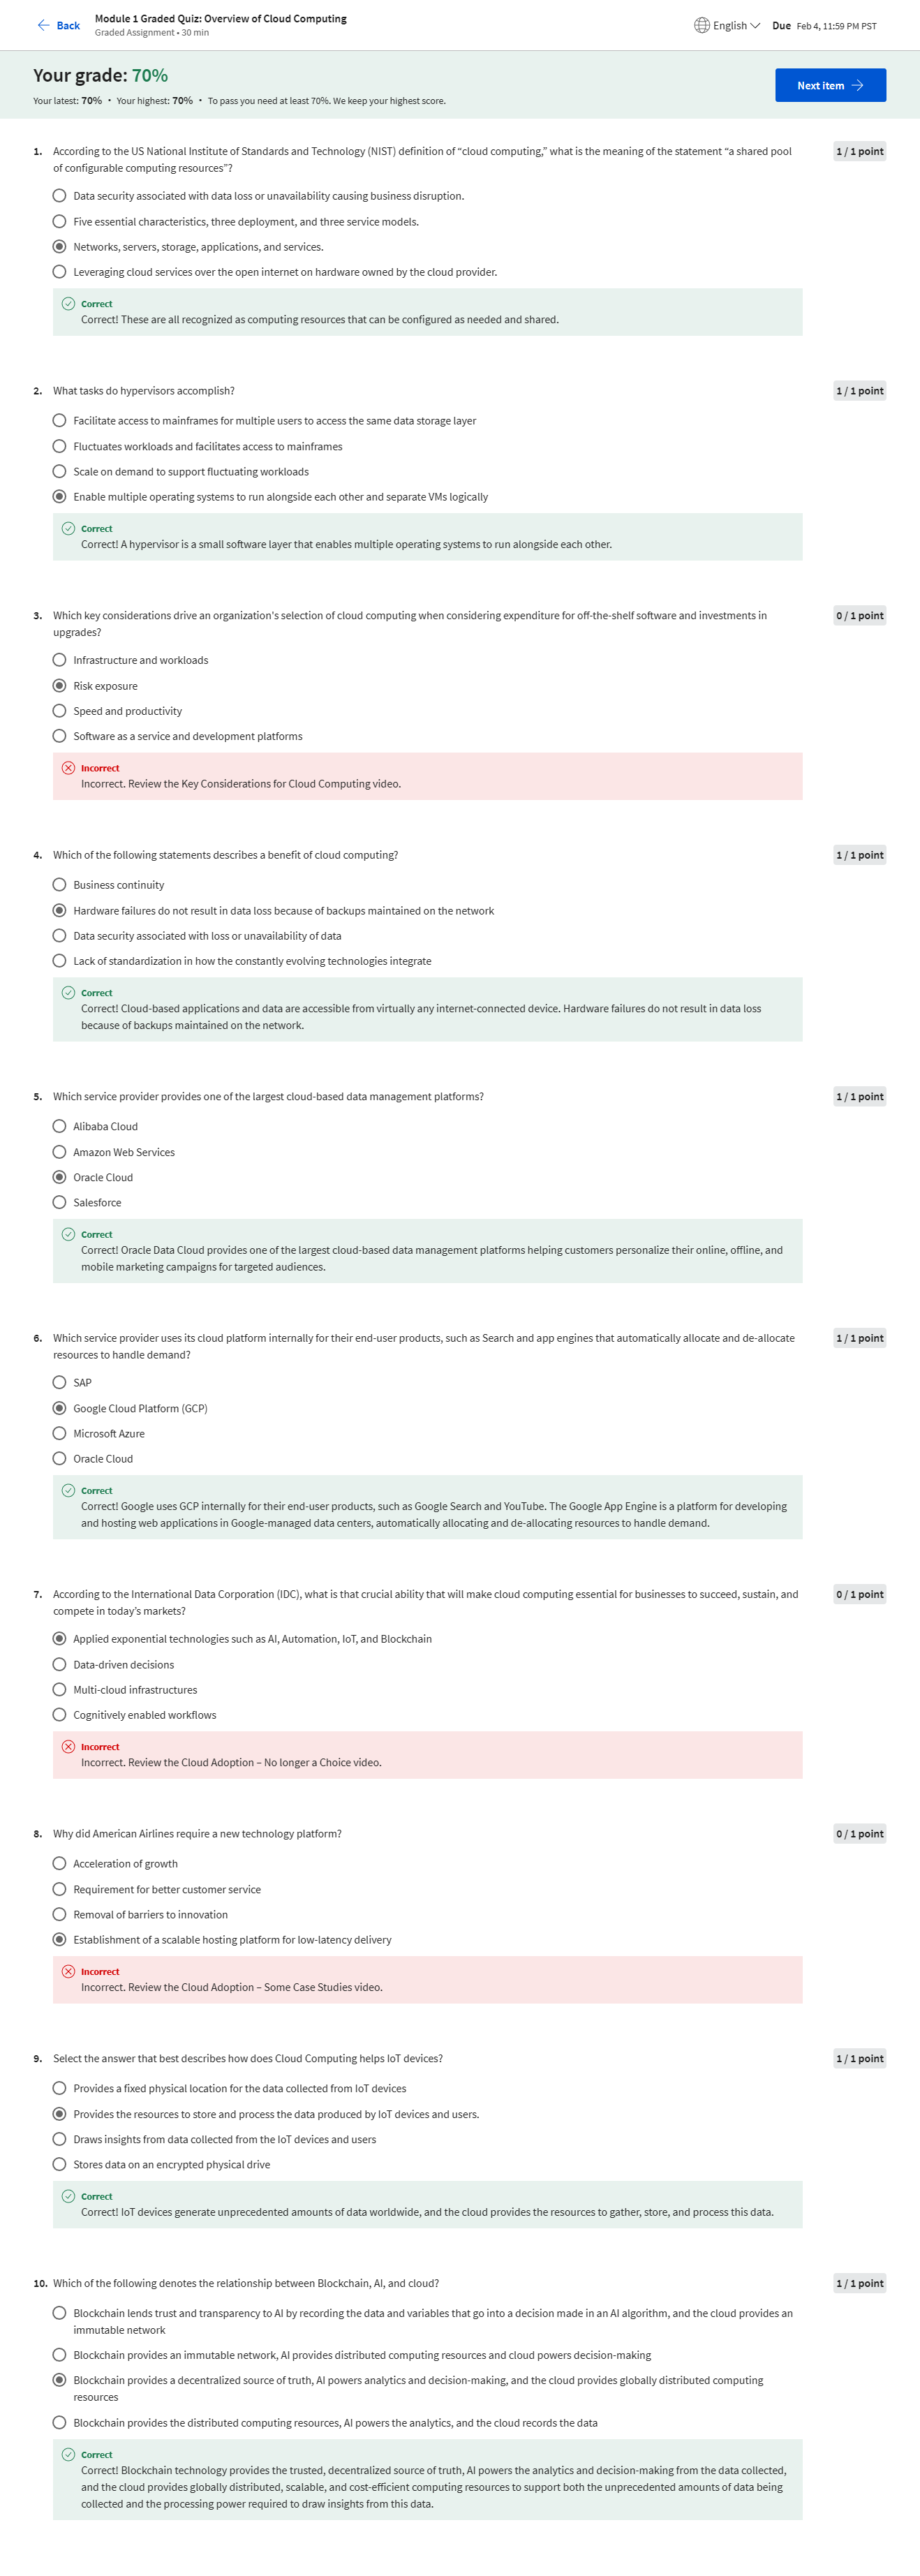 Back
Module 1 Graded Quiz: Overview of Cloud Computing
Graded Assignment • 30 min
English
Due Feb 4, 11:59 PM PST
Your grade: 70%
Your latest: 70% • Your highest: 70% • To pass you need at least 70%. We keep your highest score.
Next item
1. According to the US National Institute of Standards and Technology (NIST) definition of “cloud computing,” what is the meaning of the statement “a shared pool
of configurable computing resources”?
1 / 1 point
Data security associated with data loss or unavailability causing business disruption.
Five essential characteristics, three deployment, and three service models.
Networks, servers, storage, applications, and services.
Leveraging cloud services over the open internet on hardware owned by the cloud provider.
Correct
Correct! These are all recognized as computing resources that can be configured as needed and shared.
2. What tasks do hypervisors accomplish?
1 / 1 point
Facilitate access to mainframes for multiple users to access the same data storage layer
Fluctuates workloads and facilitates access to mainframes
Scale on demand to support fluctuating workloads
Enable multiple operating systems to run alongside each other and separate VMs logically
Correct
Correct! A hypervisor is a small software layer that enables multiple operating systems to run alongside each other.
3. Which key considerations drive an organization's selection of cloud computing when considering expenditure for off-the-shelf software and investments in
upgrades?
0 / 1 point
Infrastructure and workloads
Risk exposure
Speed and productivity
Software as a service and development platforms
Incorrect
Incorrect. Review the Key Considerations for Cloud Computing video.
4. Which of the following statements describes a benefit of cloud computing?
1 / 1 point
Business continuity
Hardware failures do not result in data loss because of backups maintained on the network
Data security associated with loss or unavailability of data
Lack of standardization in how the constantly evolving technologies integrate
Correct
Correct! Cloud-based applications and data are accessible from virtually any internet-connected device. Hardware failures do not result in data loss
because of backups maintained on the network.
5. Which service provider provides one of the largest cloud-based data management platforms?
1 / 1 point
Alibaba Cloud
Amazon Web Services
Oracle Cloud
Salesforce
Correct
Correct! Oracle Data Cloud provides one of the largest cloud-based data management platforms helping customers personalize their online, offline, and
mobile marketing campaigns for targeted audiences.
6. Which service provider uses its cloud platform internally for their end-user products, such as Search and app engines that automatically allocate and de-allocate
resources to handle demand?
1 / 1 point
SAP
Google Cloud Platform (GCP)
Microsoft Azure
Oracle Cloud
Correct
Correct! Google uses GCP internally for their end-user products, such as Google Search and YouTube. The Google App Engine is a platform for developing
and hosting web applications in Google-managed data centers, automatically allocating and de-allocating resources to handle demand.
7. According to the International Data Corporation (IDC), what is that crucial ability that will make cloud computing essential for businesses to succeed, sustain, and
compete in today’s markets?
0 / 1 point
Applied exponential technologies such as AI, Automation, IoT, and Blockchain
Data-driven decisions
Multi-cloud infrastructures
Cognitively enabled workflows
Incorrect
Incorrect. Review the Cloud Adoption – No longer a Choice video.
8. Why did American Airlines require a new technology platform?
0 / 1 point
Acceleration of growth
Requirement for better customer service
Removal of barriers to innovation
Establishment of a scalable hosting platform for low-latency delivery
Incorrect
Incorrect. Review the Cloud Adoption – Some Case Studies video.
9. Select the answer that best describes how does Cloud Computing helps IoT devices?
1 / 1 point
Provides a fixed physical location for the data collected from IoT devices
Provides the resources to store and process the data produced by IoT devices and users.
Draws insights from data collected from the IoT devices and users
Stores data on an encrypted physical drive
Correct
Correct! IoT devices generate unprecedented amounts of data worldwide, and the cloud provides the resources to gather, store, and process this data.
10. Which of the following denotes the relationship between Blockchain, AI, and cloud?
1 / 1 point
Blockchain lends trust and transparency to AI by recording the data and variables that go into a decision made in an AI algorithm, and the cloud provides an
immutable network
Blockchain provides an immutable network, AI provides distributed computing resources and cloud powers decision-making
Blockchain provides a decentralized source of truth, AI powers analytics and decision-making, and the cloud provides globally distributed computing
resources
Blockchain provides the distributed computing resources, AI powers the analytics, and the cloud records the data
Correct
Correct! Blockchain technology provides the trusted, decentralized source of truth, AI powers the analytics and decision-making from the data collected,
and the cloud provides globally distributed, scalable, and cost-efficient computing resources to support both the unprecedented amounts of data being
collected and the processing power required to draw insights from this data.